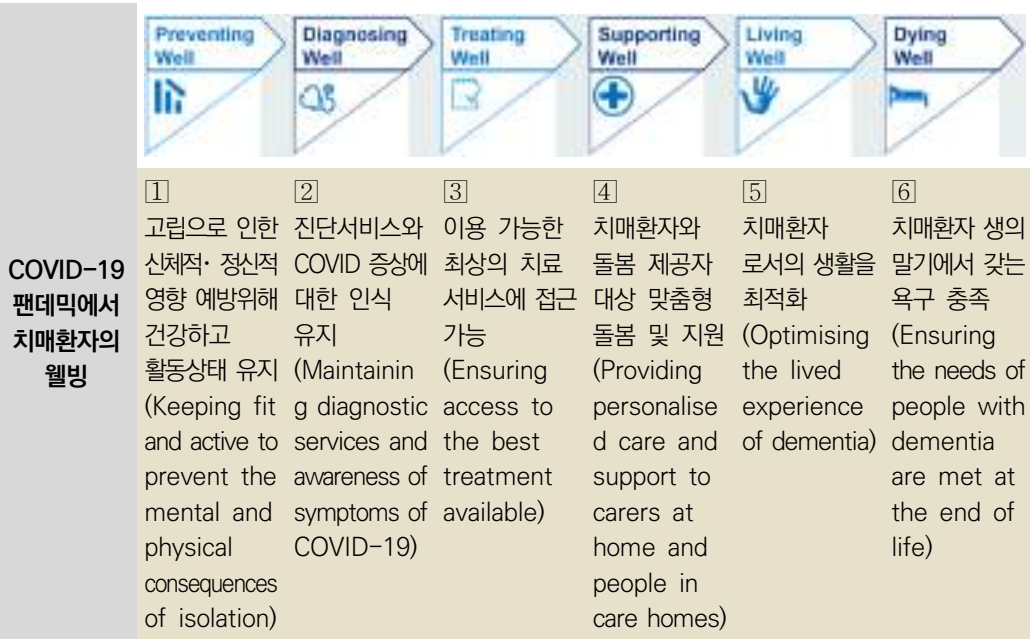 Preventing
Well
Diagnosing
Well
Treating
Well
Supporting
Well
Living
Well
Dying
Well
COVID-19
팬데믹에서
치매환자의
웰빙
1
고립으로 인한
신체적· 정신적
영향 예방위해
건강하고
활동상태 유지
(Keeping fit
and active to
prevent the
mental and
physical
consequences
of isolation)
2
진단서비스와
COVID 증상에
대한 인식
유지
(Maintainin
g diagnostic
services and
awareness of
symptoms of
COVID-19)
3
이용 가능한
최상의 치료
서비스에 접근
가능
(Ensuring
access to
the best
treatment
available)
4
치매환자와
돌봄 제공자
대상 맞춤형
돌봄 및 지원
(Providing
personalise
d care and
support to
carers at
home and
people in
care homes)
5
치매환자
로서의 생활을
최적화
(Optimising
the lived
experience
of dementia)
6
치매환자 생의
말기에서 갖는
욕구 충족
(Ensuring
the needs of
people with
dementia
are met at
the end of
life)